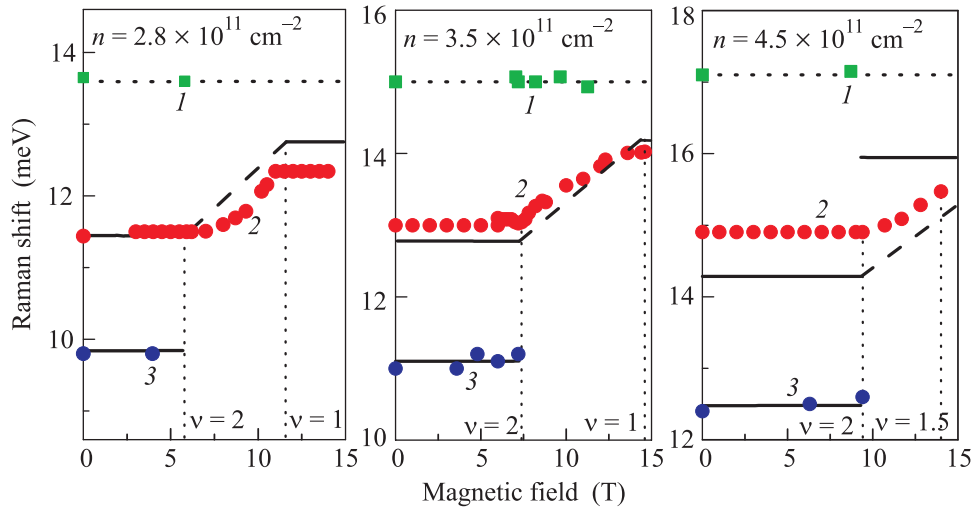 n = 2.8 × 10¹¹ cm⁻²
n = 3.5 × 10¹¹ cm⁻²
n = 4.5 × 10¹¹ cm⁻²
Raman shift (meV)
14
12
10
1
2
3
ν = 2
ν = 1
0
5
10
15
16
14
12
10
1
2
3
ν = 2
ν = 1
0
5
10
15
18
16
14
12
1
2
3
ν = 2
ν = 1.5
0
5
10
15
Magnetic field (T)